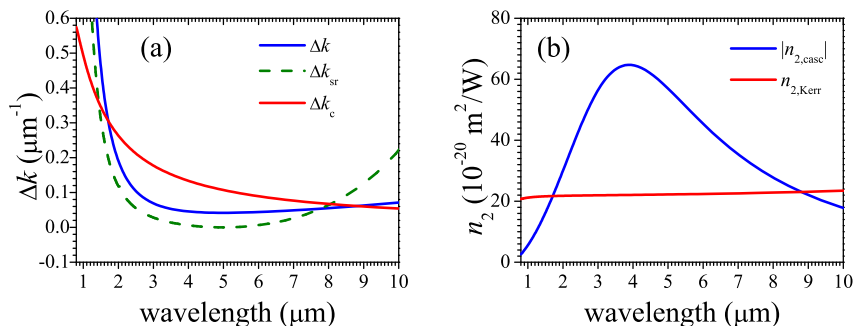 0.6
0.5
0.4
0.3
0.2
0.1
0.0
-0.1
Δk (μm⁻¹)
(a)
Δk
Δk_sr
Δk_c
1 2 3 4 5 6 7 8 9 10
wavelength (μm)
80
60
40
20
0
n₂ (10⁻²⁰ m²/W)
(b)
|n₂,casc|
n₂,Kerr
1 2 3 4 5 6 7 8 9 10
wavelength (μm)